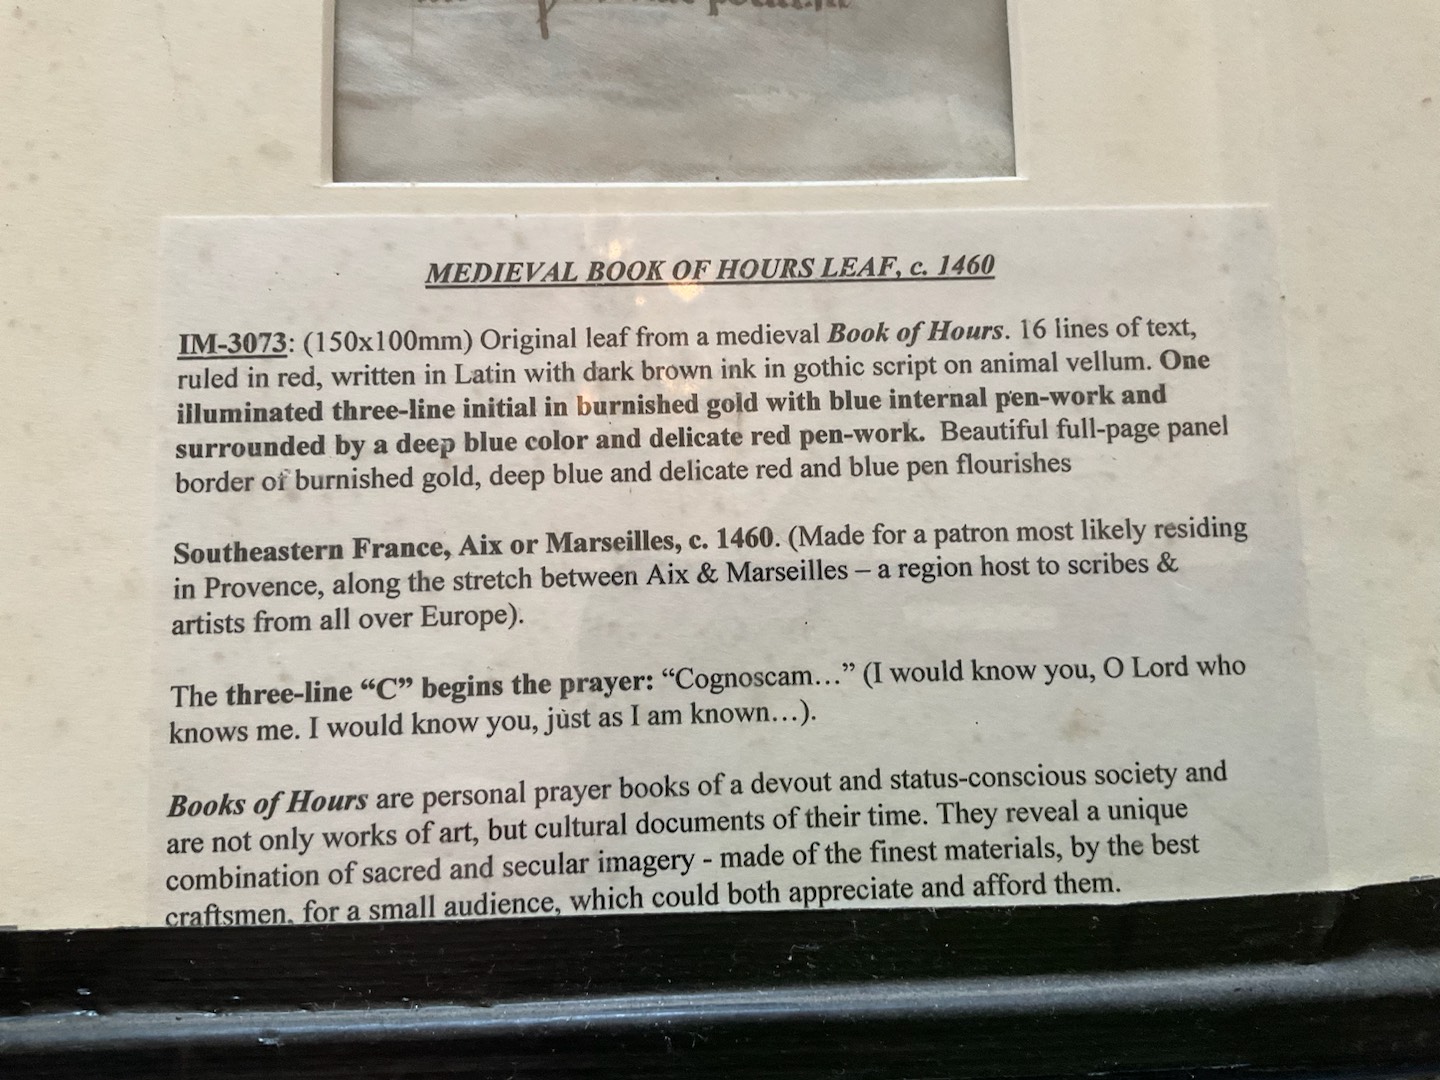 MEDIEVAL BOOK OF HOURS LEAF, c. 1460
IM-3073: (150x100mm) Original leaf from a medieval Book of Hours. 16 lines of text,
ruled in red, written in Latin with dark brown ink in gothic script on animal vellum. One
illuminated three-line initial in burnished gold with blue internal pen-work and
surrounded by a deep blue color and delicate red pen-work. Beautiful full-page panel
border of burnished gold, deep blue and delicate red and blue pen flourishes
Southeastern France, Aix or Marseilles, c. 1460. (Made for a patron most likely residing
in Provence, along the stretch between Aix & Marseilles – a region host to scribes &
artists from all over Europe).
The three-line “C” begins the prayer: “Cognoscam…” (I would know you, O Lord who
knows me. I would know you, just as I am known…).
Books of Hours are personal prayer books of a devout and status-conscious society and
are not only works of art, but cultural documents of their time. They reveal a unique
combination of sacred and secular imagery - made of the finest materials, by the best
craftsmen, for a small audience, which could both appreciate and afford them.